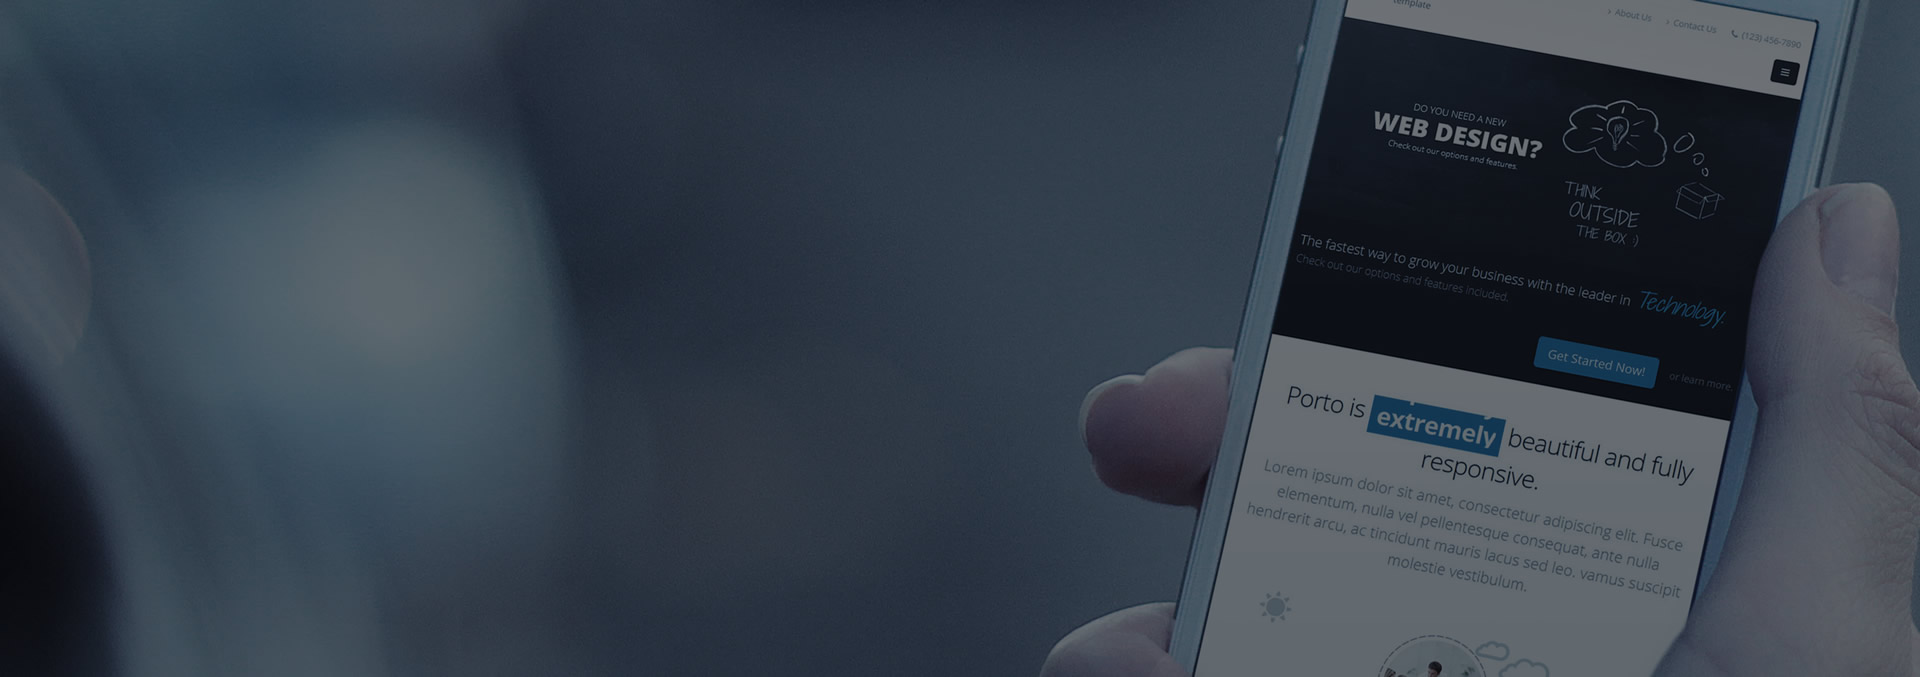 template
About Us
Contact Us
(123) 456-7890
DO YOU NEED A NEW
WEB DESIGN?
Check out our options and features.
THINK
OUTSIDE
THE BOX :)
The fastest way to grow your business with the leader in Technology.
Check out our options and features included.
Get Started Now!
or learn more.
Porto is extremely beautiful and fully
responsive.
Lorem ipsum dolor sit amet, consectetur adipiscing elit. Fusce
elementum, nulla vel pellentesque consequat, ante nulla
hendrerit arcu, ac tincidunt mauris lacus sed leo. vamus suscipit
molestie vestibulum.